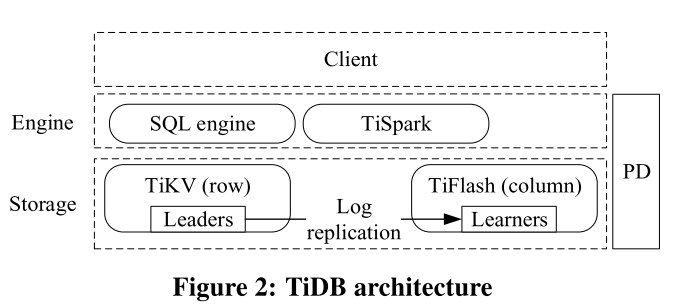 Client
Engine
SQL engine
TiSpark
PD
Storage
TiKV (row)
Leaders
Log
replication
TiFlash (column)
Learners
Figure 2: TiDB architecture